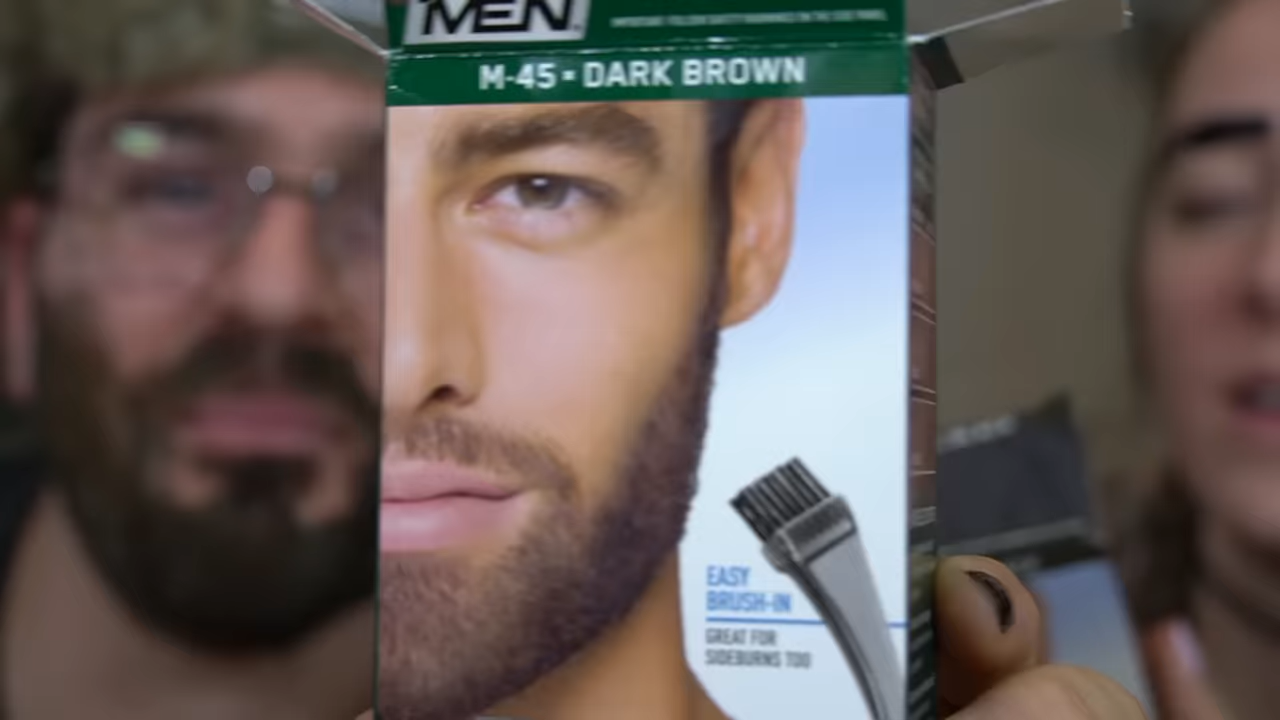 MEN
M-45 • DARK BROWN
EASY
BRUSH-IN
GREAT FOR
SIDEBURNS TOO